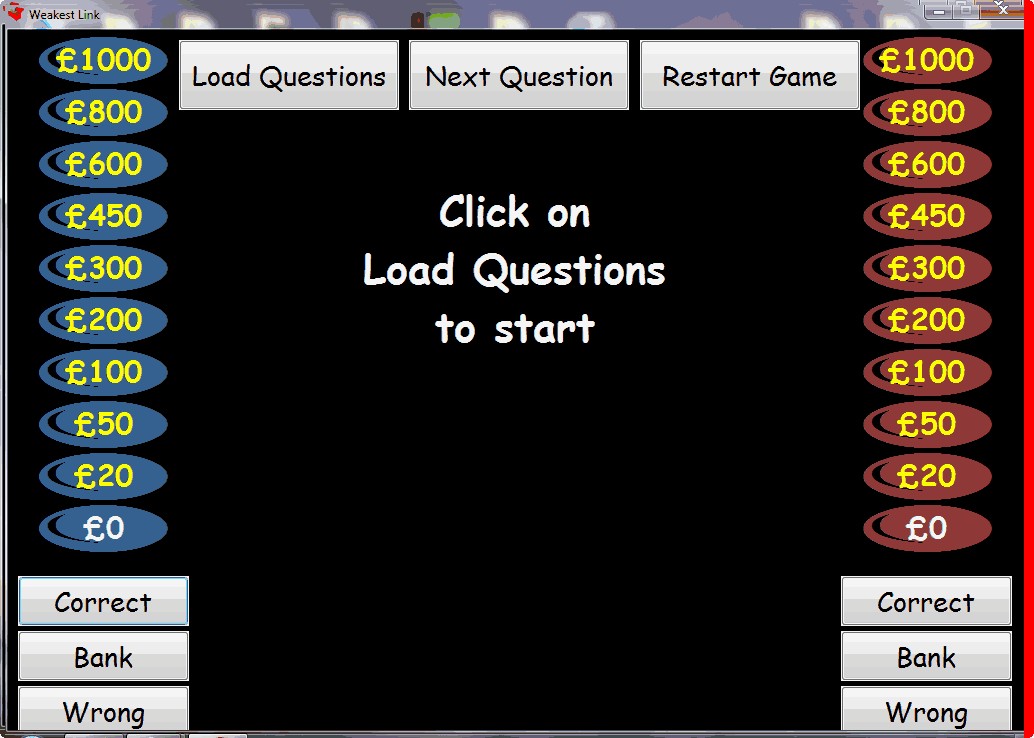 Weakest Link
£1000
Load Questions
Next Question
Restart Game
£1000
£800
£800
£600
£600
£450
Click on
£450
£300
Load Questions
£300
£200
to start
£200
£100
£100
£50
£50
£20
£20
£0
£0
Correct
Correct
Bank
Bank
Wrong
Wrong